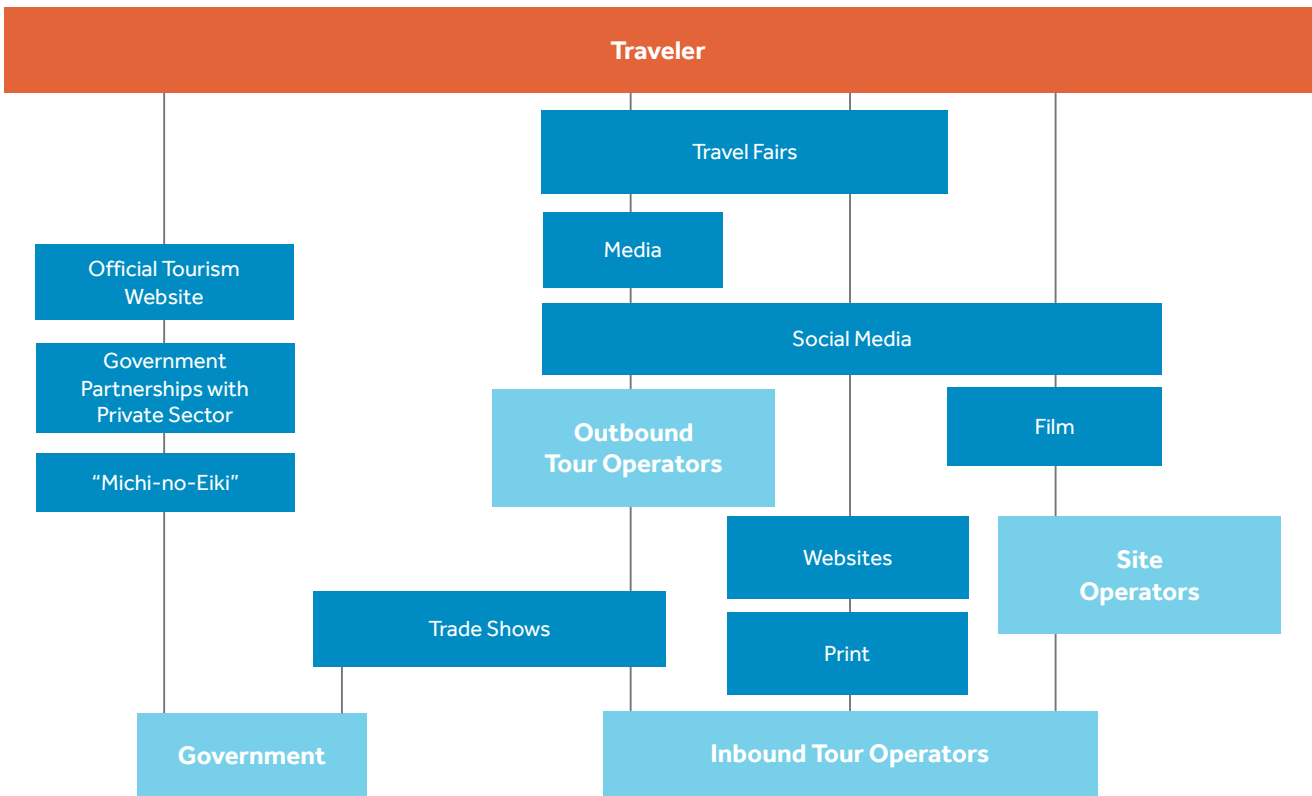 Traveler
Travel Fairs
Media
Official Tourism
Website
Social Media
Government
Partnerships with
Private Sector
Outbound
Tour Operators
Film
“Michi-no-Eiki”
Websites
Site
Operators
Trade Shows
Print
Government
Inbound Tour Operators